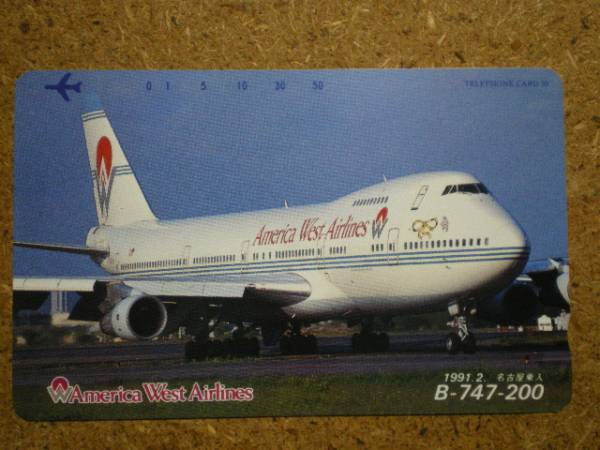 0 1 5 10 30 50
TELEPHONE CARD 50
America West Airlines
America West Airlines
1991.2. 名古屋乗入
B-747-200